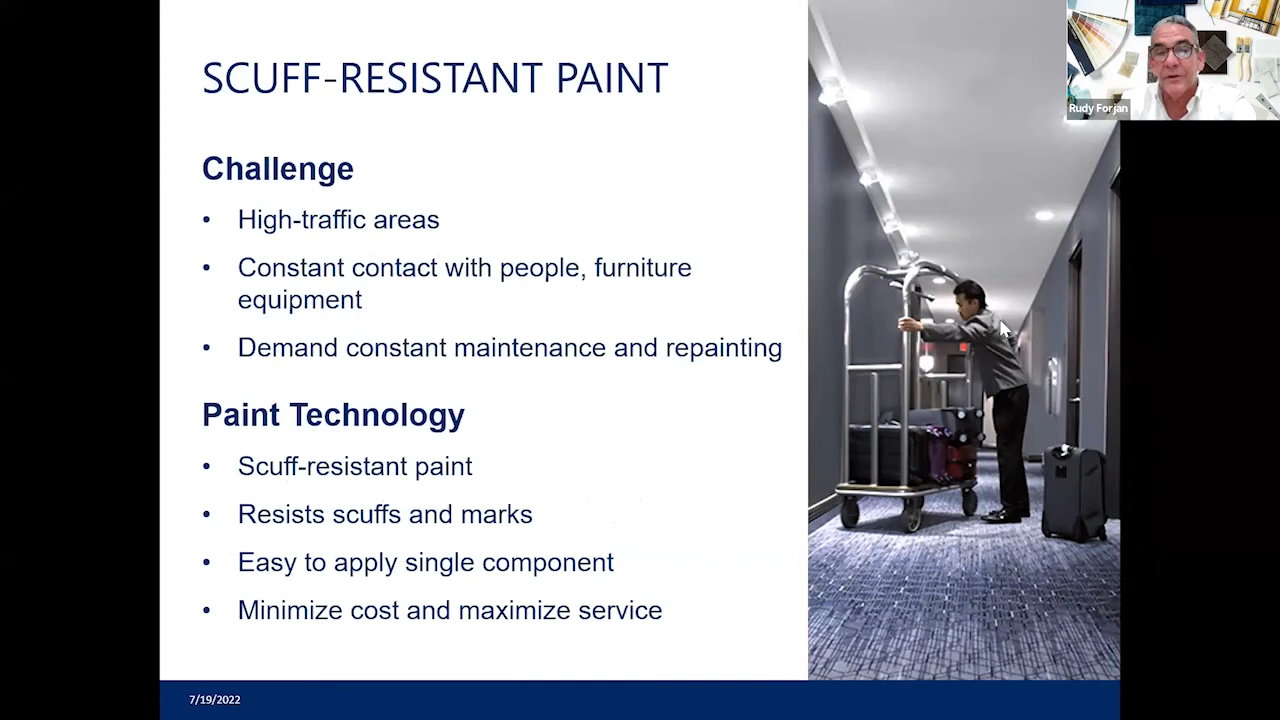 SCUFF-RESISTANT PAINT
Rudy Forjan
Challenge
• High-traffic areas
• Constant contact with people, furniture
equipment
• Demand constant maintenance and repainting
Paint Technology
• Scuff-resistant paint
• Resists scuffs and marks
• Easy to apply single component
• Minimize cost and maximize service
7/19/2022